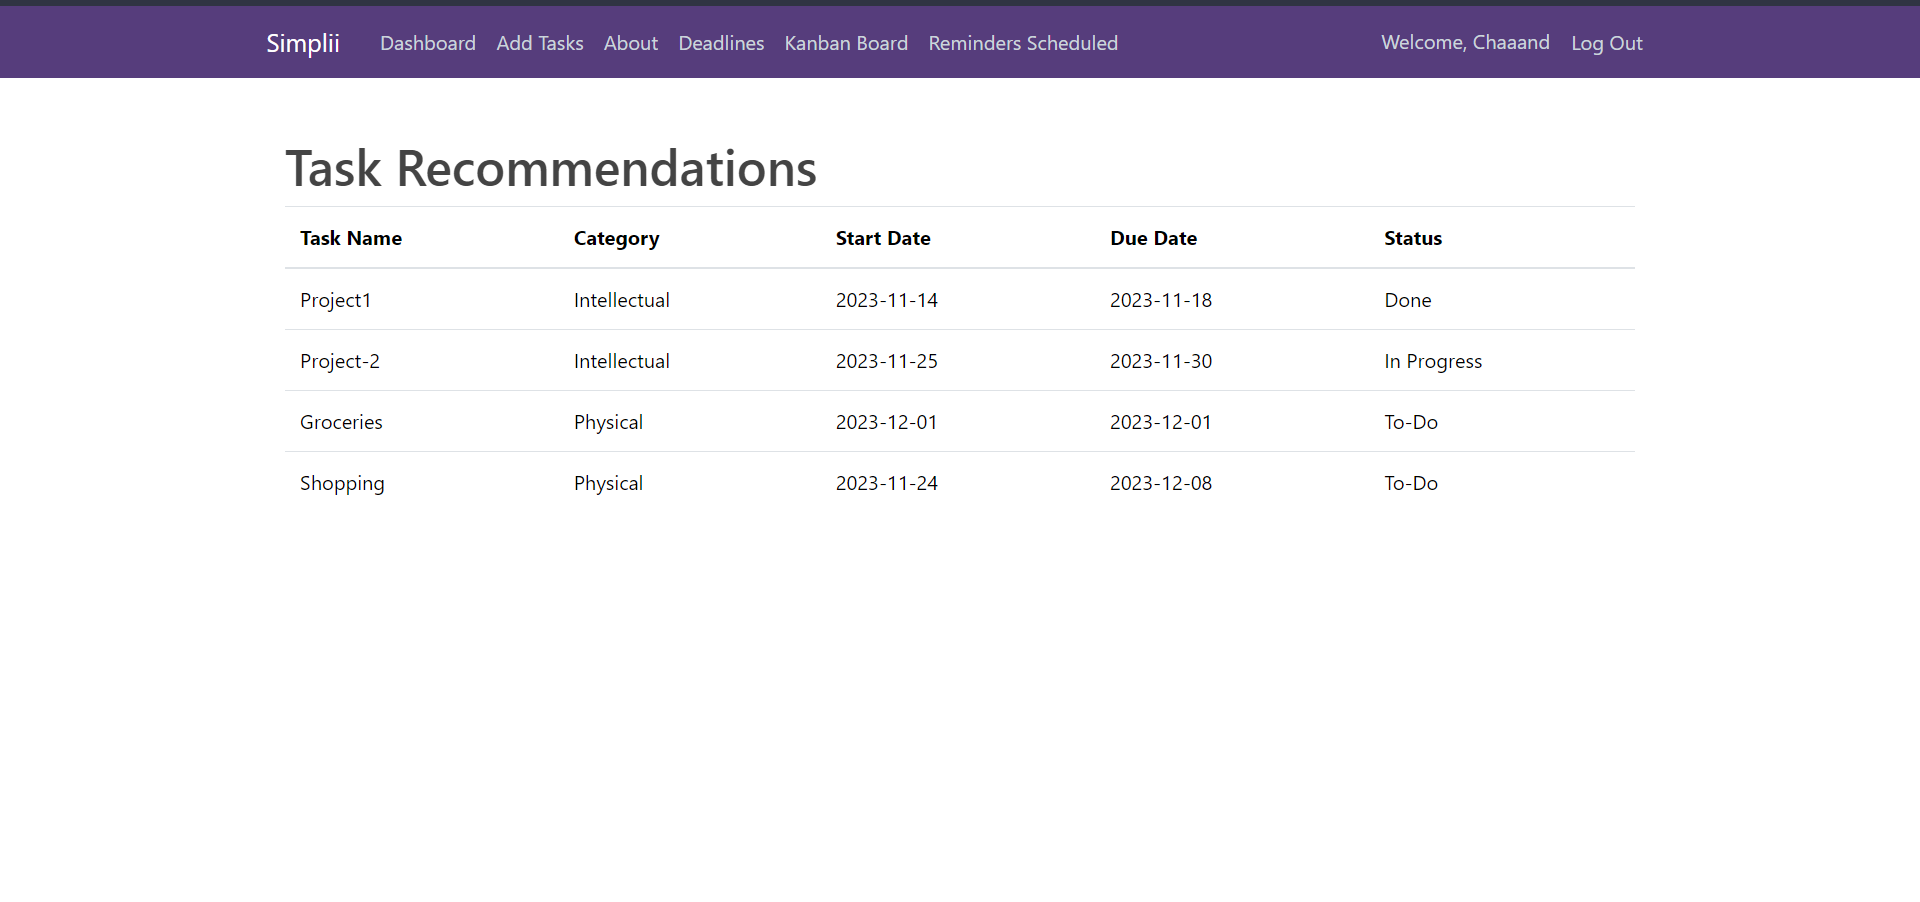 Simplii Dashboard Add Tasks About Deadlines Kanban Board Reminders Scheduled Welcome, Chaaand Log Out
Task Recommendations
Task Name Category Start Date Due Date Status
Project1 Intellectual 2023-11-14 2023-11-18 Done
Project-2 Intellectual 2023-11-25 2023-11-30 In Progress
Groceries Physical 2023-12-01 2023-12-01 To-Do
Shopping Physical 2023-11-24 2023-12-08 To-Do